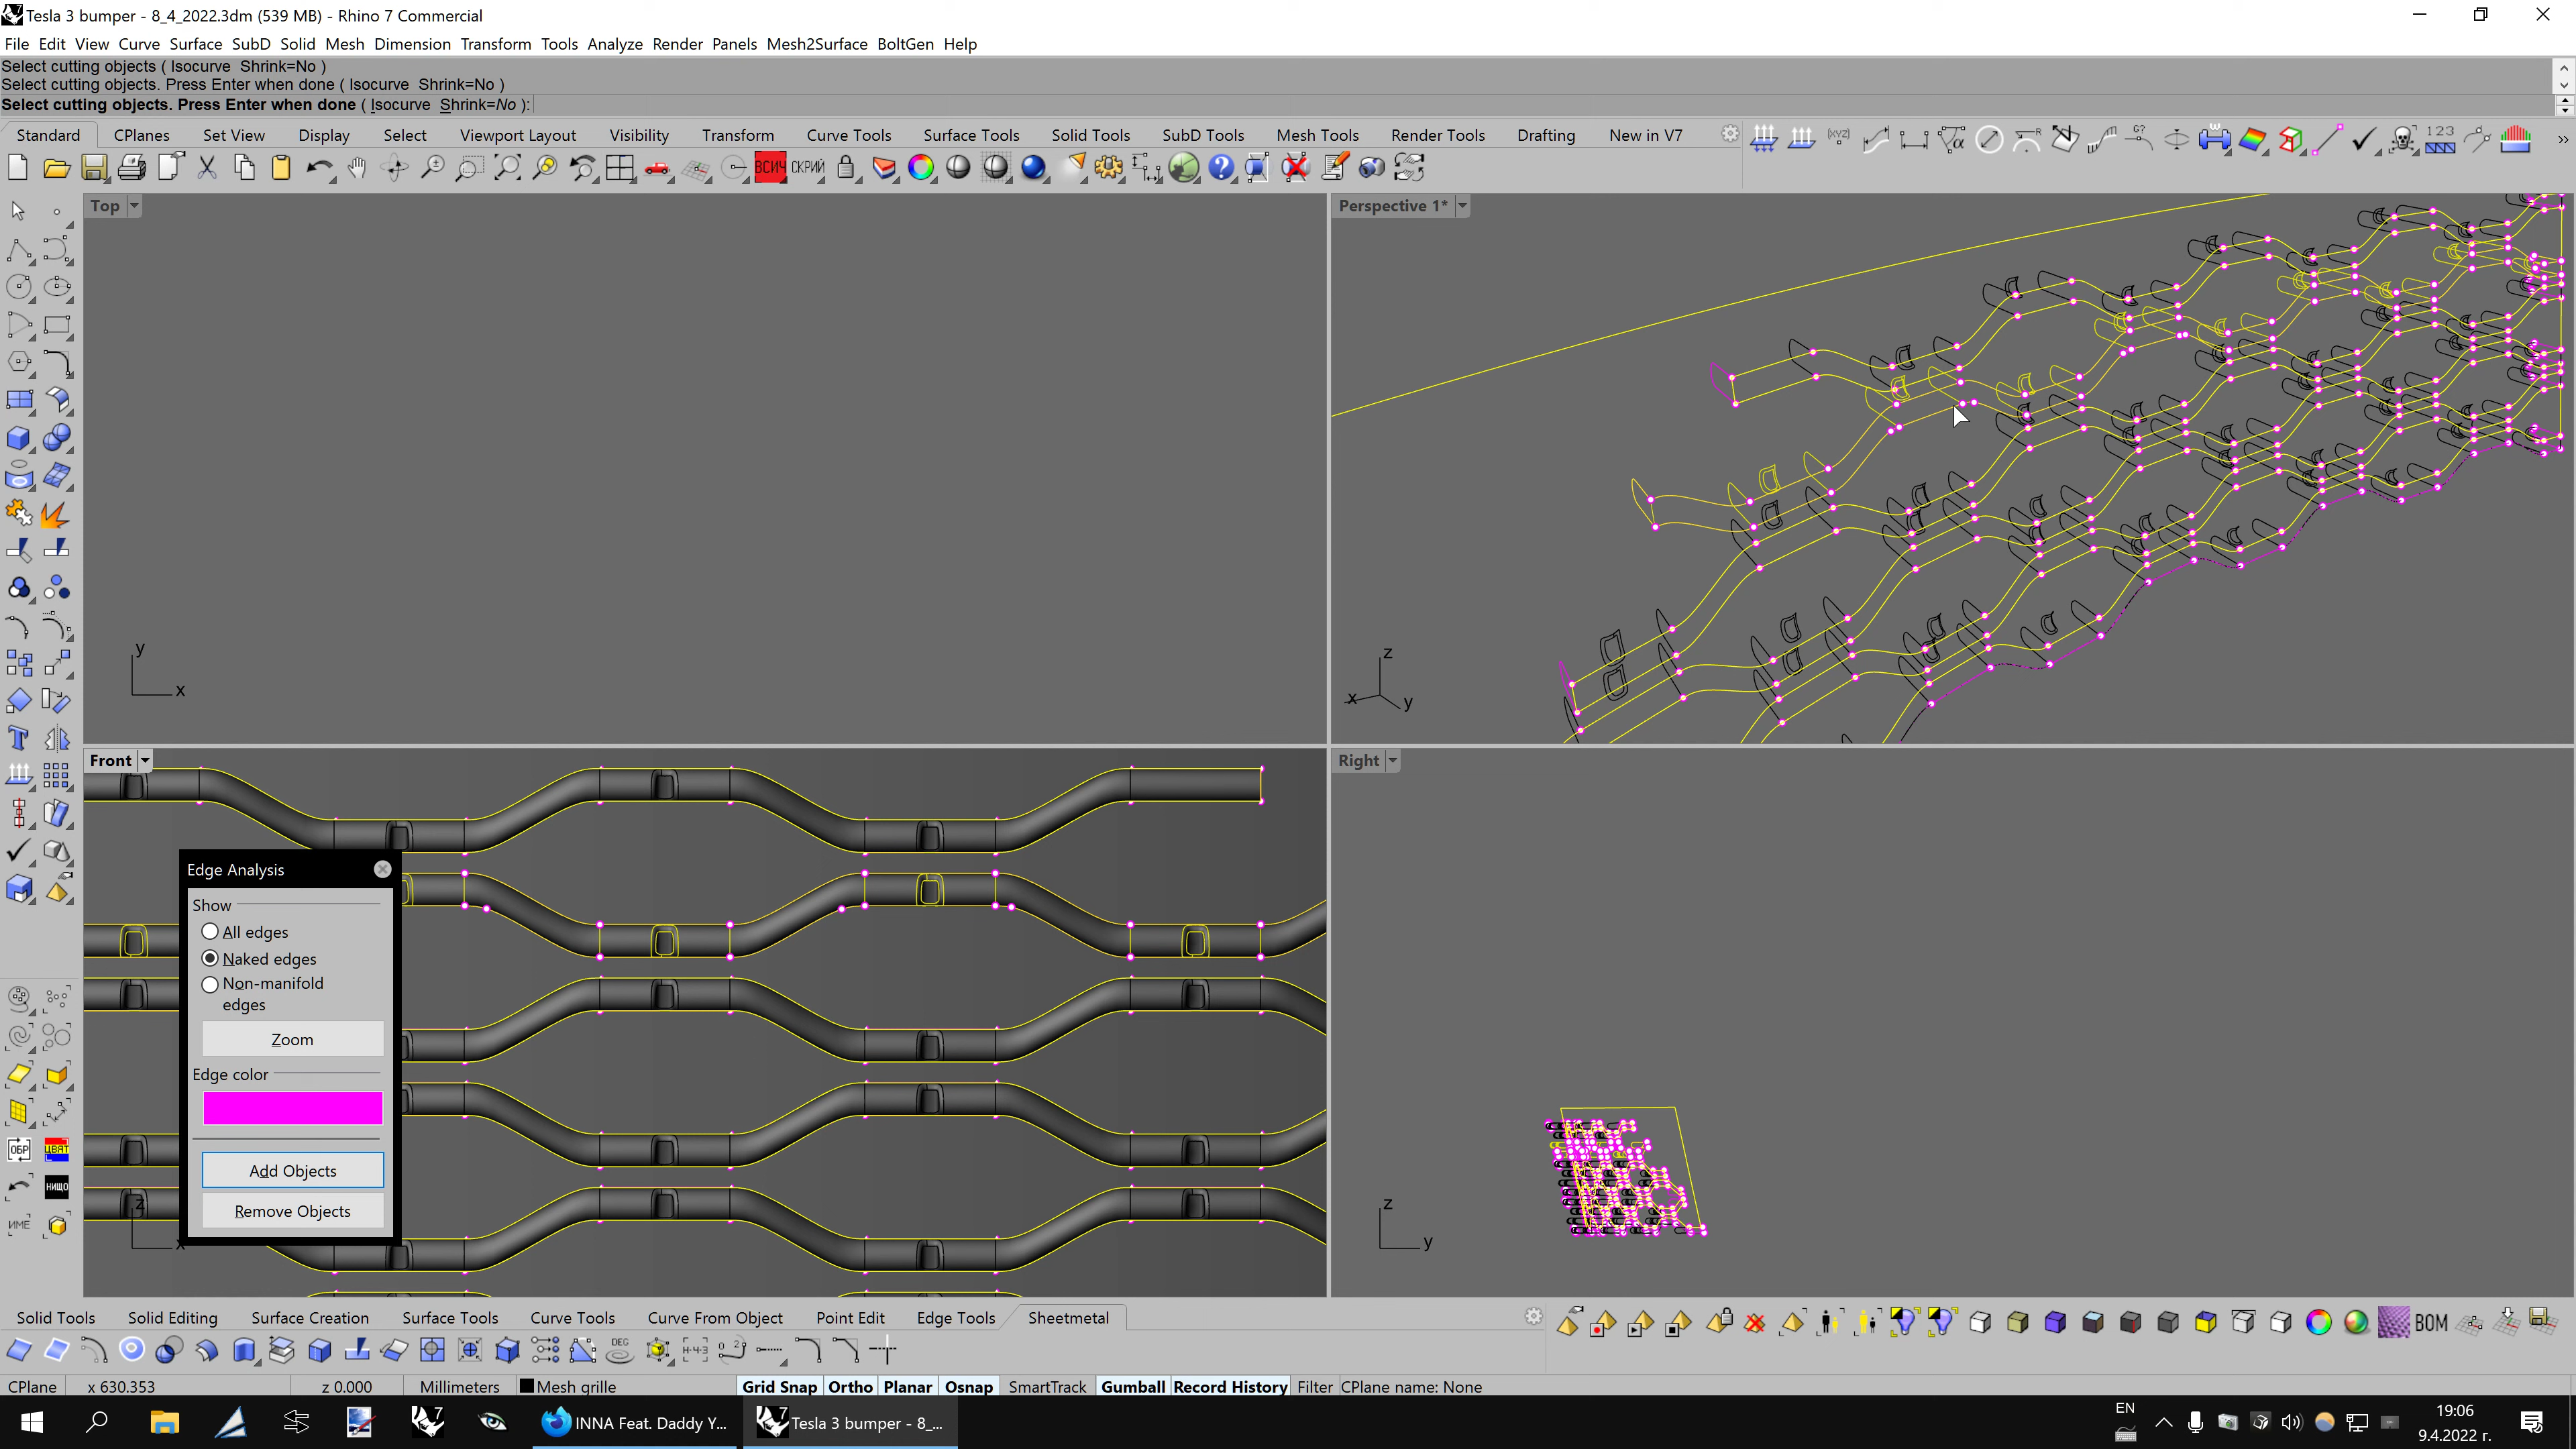 Tesla 3 bumper - 8_4_2022.3dm (539 MB) - Rhino 7 Commercial
File Edit View Curve Surface SubD Solid Mesh Dimension Transform Tools Analyze Render Panels Mesh2Surface BoltGen Help
Select cutting objects ( Isocurve Shrink=No )
Select cutting objects. Press Enter when done ( Isocurve Shrink=No )
Select cutting objects. Press Enter when done ( Isocurve Shrink=No ):
Standard CPlanes Set View Display Select Viewport Layout Visibility Transform Curve Tools Surface Tools Solid Tools SubD Tools Mesh Tools Render Tools Drafting New in V7
ВСИЧ СКРИЙ
Top
Perspective 1*
y
x
z
x
y
Front
Right
Edge Analysis
Show
All edges
Naked edges
Non-manifold
edges
Zoom
Edge color
Add Objects
Remove Objects
z
x
z
y
ОБР ЦВЯТ
НИЩО
ИМЕ
Solid Tools Solid Editing Surface Creation Surface Tools Curve Tools Curve From Object Point Edit Edge Tools Sheetmetal
BOM
DEG
CPlane x 630.353 z 0.000 Millimeters Mesh grille Grid Snap Ortho Planar Osnap SmartTrack Gumball Record History Filter CPlane name: None
INNA Feat. Daddy Y...
Tesla 3 bumper - 8_...
EN
19:06
9.4.2022 г.